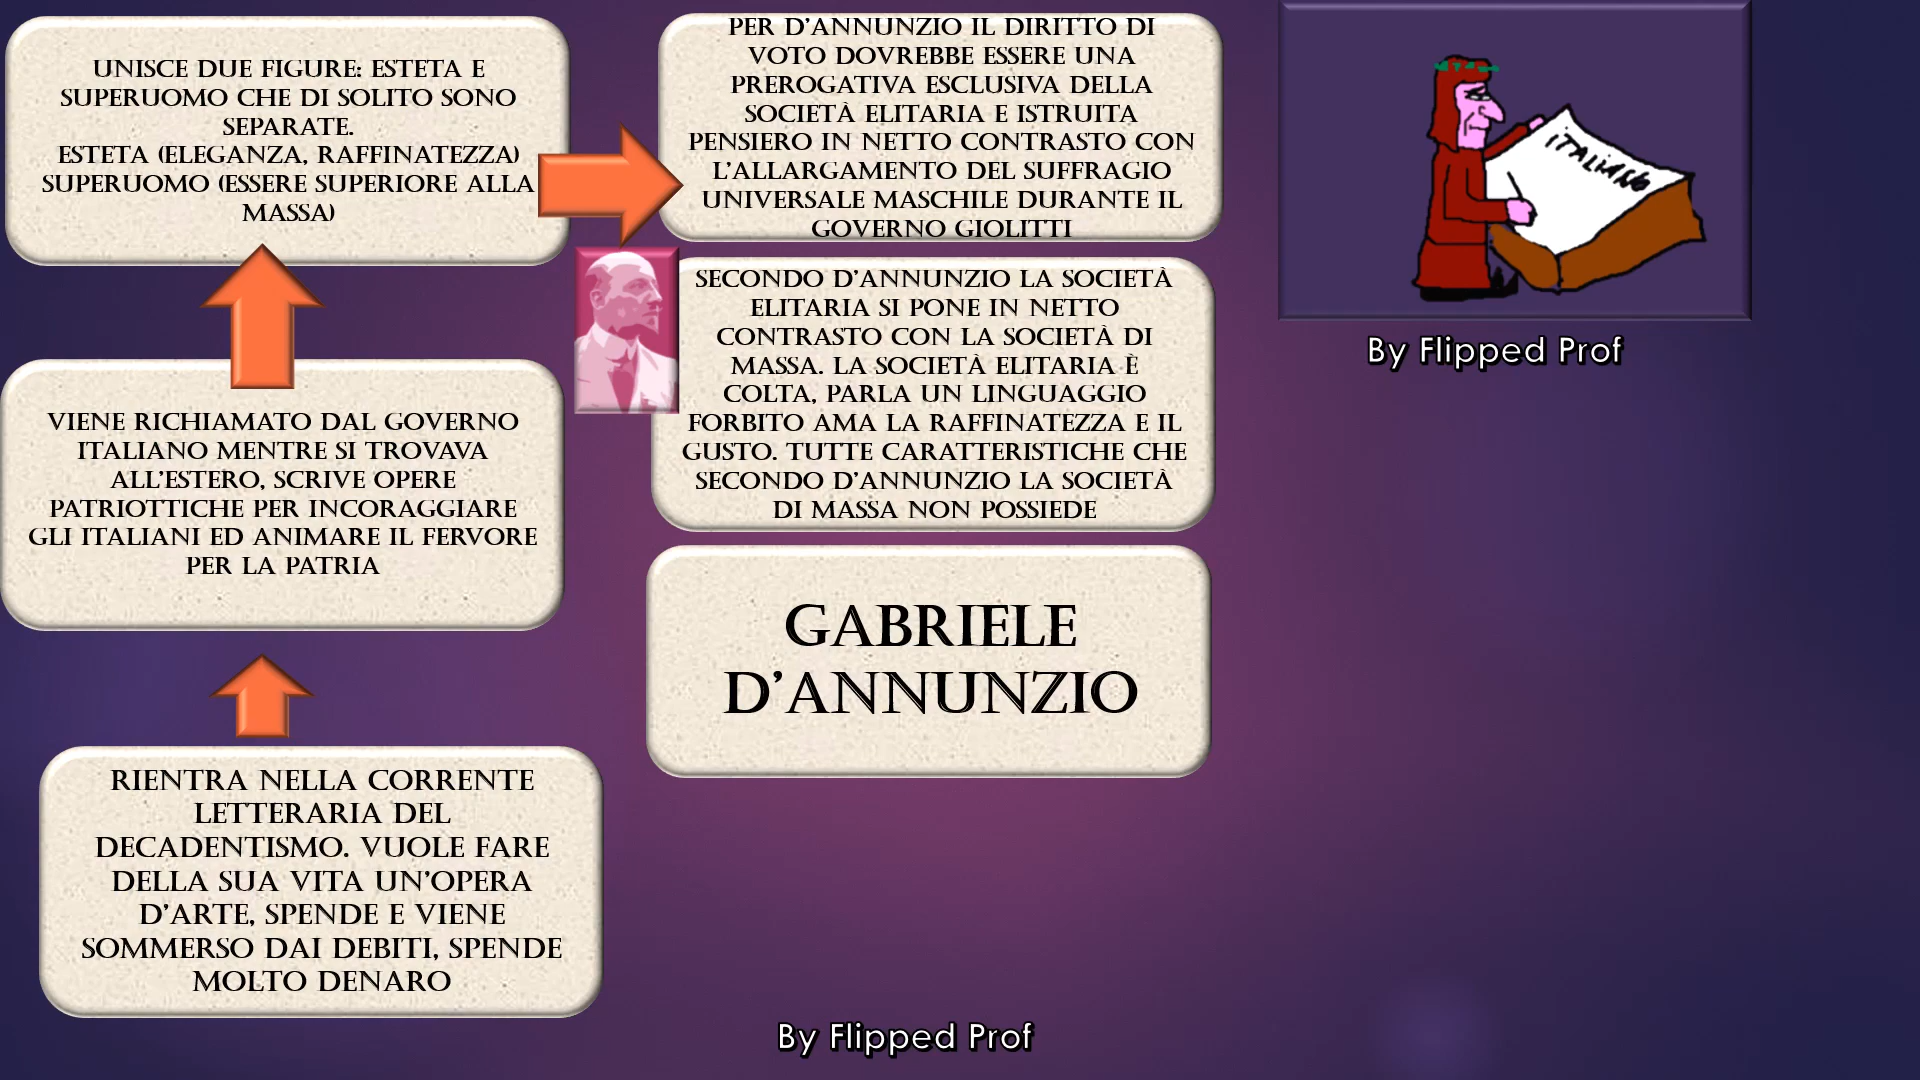 UNISCE DUE FIGURE: ESTETA E
SUPERUOMO CHE DI SOLITO SONO
SEPARATE.
ESTETA (ELEGANZA, RAFFINATEZZA)
SUPERUOMO (ESSERE SUPERIORE ALLA
MASSA)
PER D'ANNUNZIO IL DIRITTO DI
VOTO DOVREBBE ESSERE UNA
PREROGATIVA ESCLUSIVA DELLA
SOCIETÀ ELITARIA E ISTRUITA
PENSIERO IN NETTO CONTRASTO CON
L'ALLARGAMENTO DEL SUFFRAGIO
UNIVERSALE MASCHILE DURANTE IL
GOVERNO GIOLITTI
ITALIANO
By Flipped Prof
SECONDO D'ANNUNZIO LA SOCIETÀ
ELITARIA SI PONE IN NETTO
CONTRASTO CON LA SOCIETÀ DI
MASSA. LA SOCIETÀ ELITARIA È
COLTA, PARLA UN LINGUAGGIO
FORBITO AMA LA RAFFINATEZZA E IL
GUSTO. TUTTE CARATTERISTICHE CHE
SECONDO D'ANNUNZIO LA SOCIETÀ
DI MASSA NON POSSIEDE
VIENE RICHIAMATO DAL GOVERNO
ITALIANO MENTRE SI TROVAVA
ALL'ESTERO, SCRIVE OPERE
PATRIOTTICHE PER INCORAGGIARE
GLI ITALIANI ED ANIMARE IL FERVORE
PER LA PATRIA
GABRIELE
D'ANNUNZIO
RIENTRA NELLA CORRENTE
LETTERARIA DEL
DECADENTISMO. VUOLE FARE
DELLA SUA VITA UN'OPERA
D'ARTE, SPENDE E VIENE
SOMMERSO DAI DEBITI, SPENDE
MOLTO DENARO
By Flipped Prof